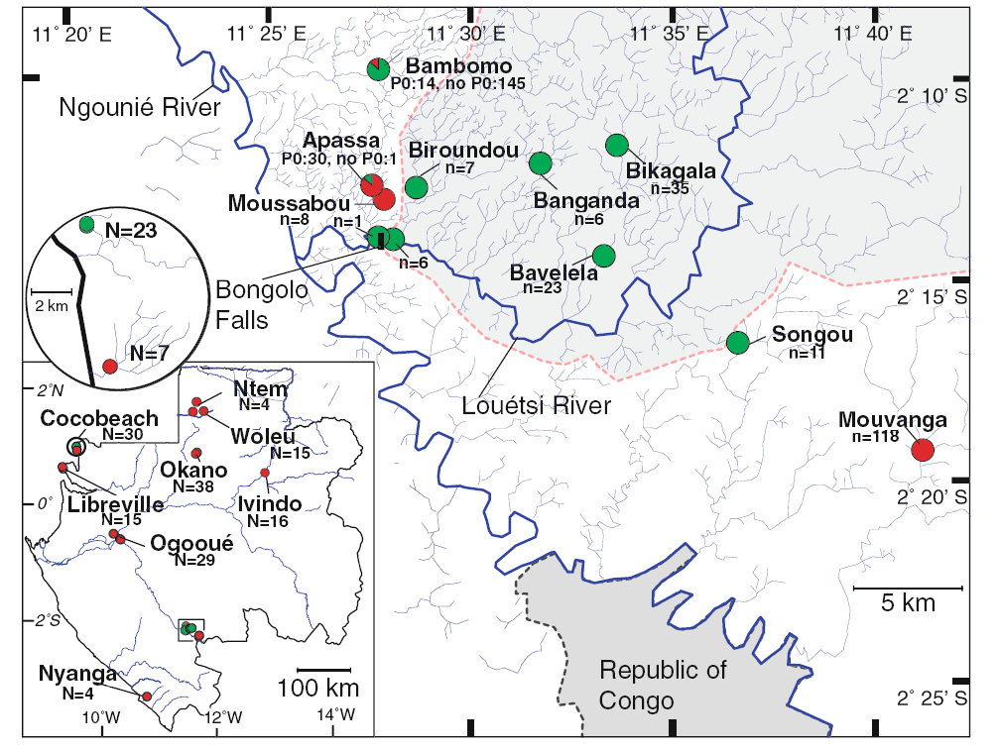 11° 20’ E
11° 25’ E
11° 30’ E
11° 35’ E
11° 40’ E
Bambomo
P0:14, no P0:145
2° 10’ S
Ngounié River
Apassa
P0:30, no P0:1
Biroundou
n=7
Bikagala
n=35
Moussabou
n=8
n=1
Banganda
n=6
n=6
N=23
Bavelela
n=23
2° 15’ S
2 km
Bongolo
Falls
Songou
n=11
N=7
2°N
Ntem
N=4
Louétsi River
Cocobeach
N=30
Woleu
N=15
Mouvanga
n=118
Okano
N=38
2° 20’ S
0°
Libreville
N=15
Ivindo
N=16
Ogooué
N=29
5 km
2°S
Republic of
Congo
Nyanga
N=4
100 km
2° 25’ S
10°W
12°W
14°W